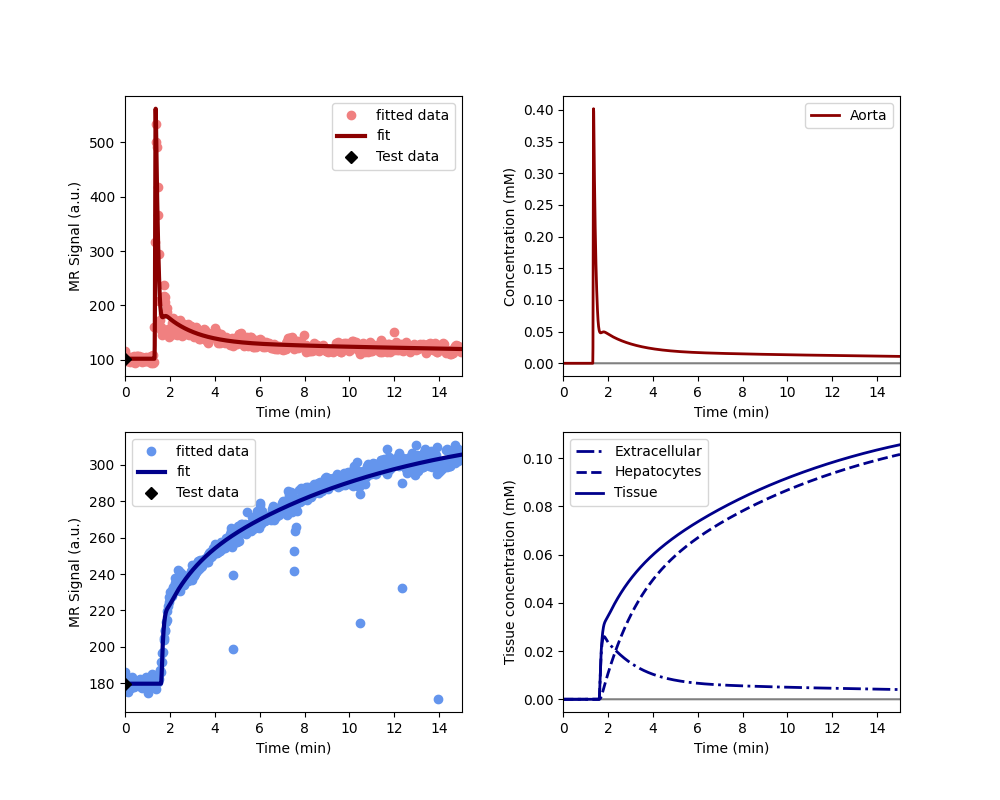 MR Signal (a.u.)
500
400
300
200
100
fitted data
fit
Test data
0 2 4 6 8 10 12 14
Time (min)
Concentration (mM)
0.40
0.35
0.30
0.25
0.20
0.15
0.10
0.05
0.00
Aorta
0 2 4 6 8 10 12 14
Time (min)
MR Signal (a.u.)
300
280
260
240
220
200
180
fitted data
fit
Test data
0 2 4 6 8 10 12 14
Time (min)
Tissue concentration (mM)
0.10
0.08
0.06
0.04
0.02
0.00
Extracellular
Hepatocytes
Tissue
0 2 4 6 8 10 12 14
Time (min)